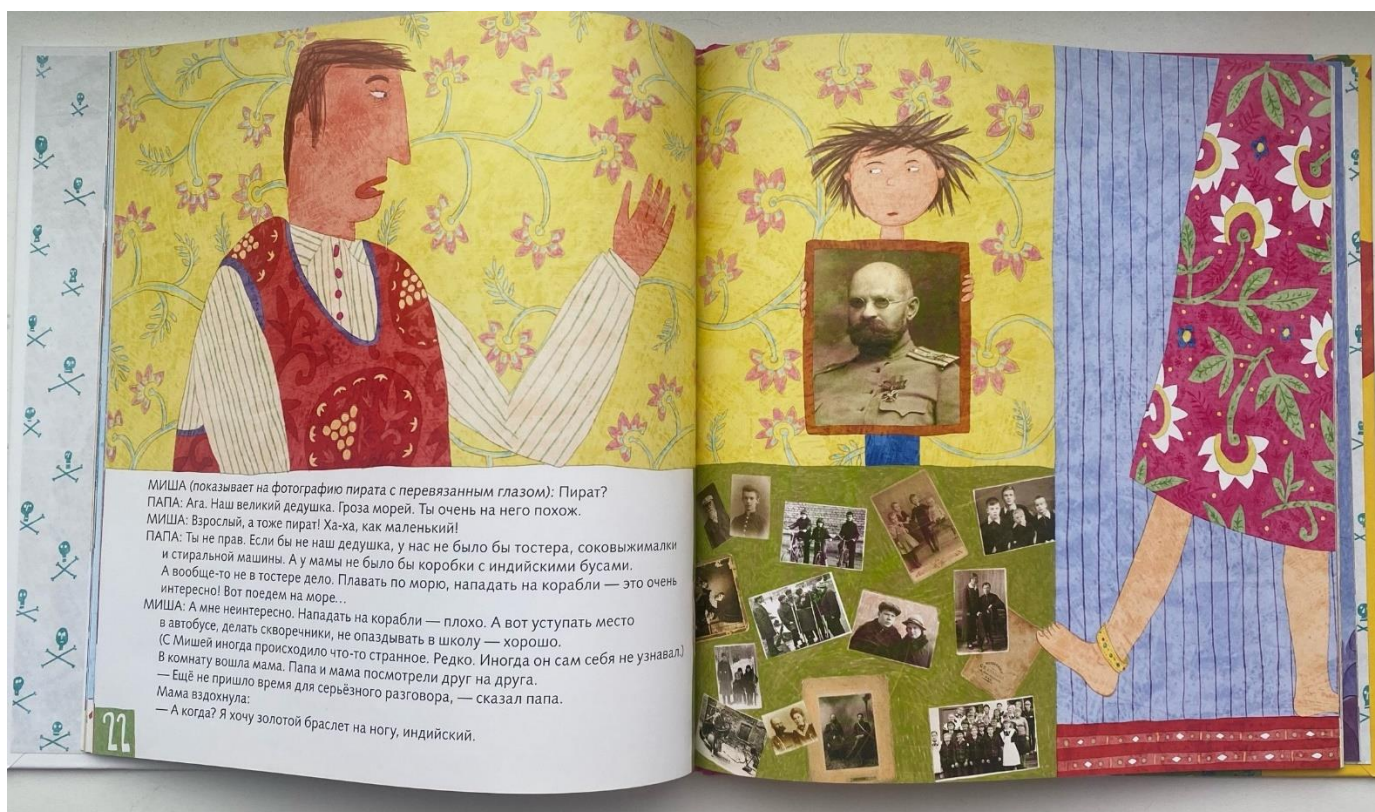 МИША (показывает на фотографию пирата с перевязанным глазом): Пират?
ПАПА: Ага. Наш великий дедушка. Гроза морей. Ты очень на него похож.
МИША: Взрослый, а тоже пират! Ха-ха, как маленький!
ПАПА: Ты не прав. Если бы не наш дедушка, у нас не было бы тостера, соковыжималки
и стиральной машины. А у мамы не было бы коробки с индийскими бусами.
А вообще-то не в тостере дело. Плавать по морю, нападать на корабли — это очень
интересно! Вот поедем на море...
МИША: А мне неинтересно. Нападать на корабли — плохо. А вот уступать место
в автобусе, делать скворечники, не опаздывать в школу — хорошо.
(С Мишей иногда происходило что-то странное. Редко. Иногда он сам себя не узнавал.)
В комнату вошла мама. Папа и мама посмотрели друг на друга.
— Ещё не пришло время для серьёзного разговора, — сказал папа.
Мама вздохнула:
— А когда? Я хочу золотой браслет на ногу, индийский.
22